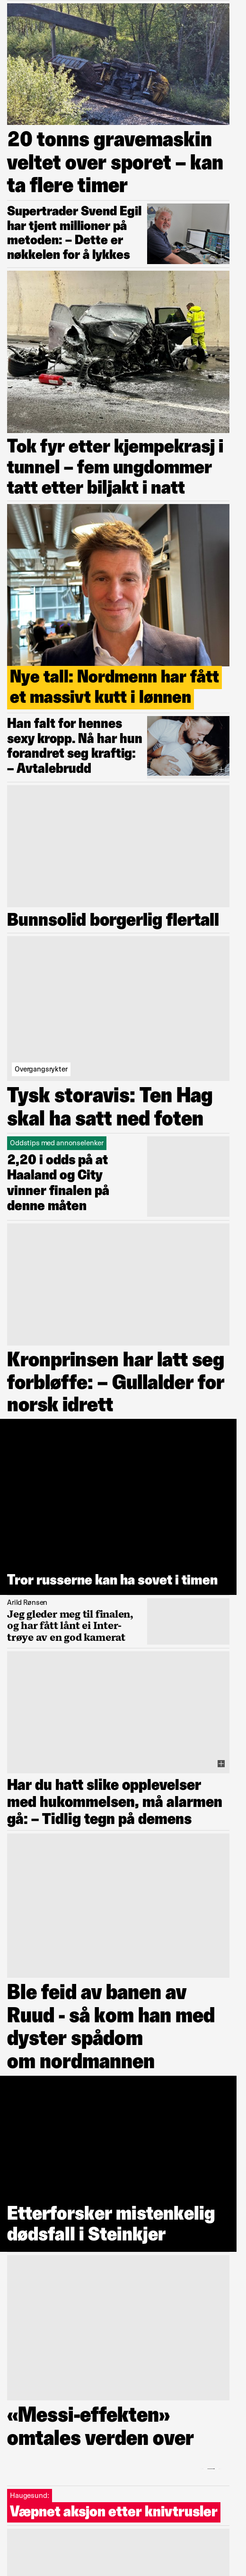 20 tonns gravemaskin
veltet over sporet – kan
ta flere timer
Supertrader Svend Egil
har tjent millioner på
metoden: – Dette er
nøkkelen for å lykkes
Tok fyr etter kjempekrasj i
tunnel – fem ungdommer
tatt etter biljakt i natt
Nye tall: Nordmenn har fått
et massivt kutt i lønnen
Han falt for hennes
sexy kropp. Nå har hun
forandret seg kraftig:
– Avtalebrudd
Bunnsolid borgerlig flertall
Overgangsrykter
Tysk storavis: Ten Hag
skal ha satt ned foten
Oddstips med annonselenker
2,20 i odds på at
Haaland og City
vinner finalen på
denne måten
Kronprinsen har latt seg
forbløffe: – Gullalder for
norsk idrett
Tror russerne kan ha sovet i timen
Arild Rønsen
Jeg gleder meg til finalen,
og har fått lånt ei Inter-
trøye av en god kamerat
Har du hatt slike opplevelser
med hukommelsen, må alarmen
gå: – Tidlig tegn på demens
Ble feid av banen av
Ruud - så kom han med
dyster spådom
om nordmannen
Etterforsker mistenkelig
dødsfall i Steinkjer
«Messi-effekten»
omtales verden over
Haugesund:
Væpnet aksjon etter knivtrusler